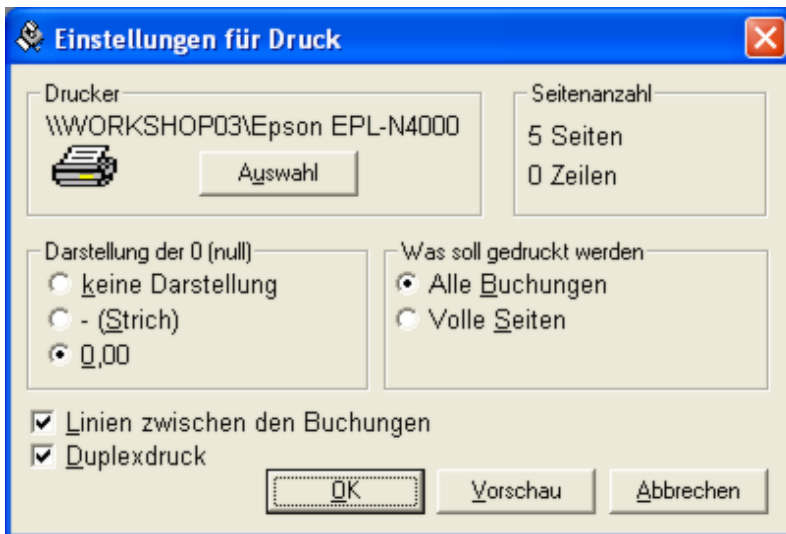 Einstellungen für Druck
Drucker
\\WORKSHOP03\Epson EPL-N4000
Auswahl
Seitenanzahl
5 Seiten
0 Zeilen
Darstellung der 0 (null)
keine Darstellung
- (Strich)
0,00
Was soll gedruckt werden
Alle Buchungen
Volle Seiten
Linien zwischen den Buchungen
Duplexdruck
OK
Vorschau
Abbrechen